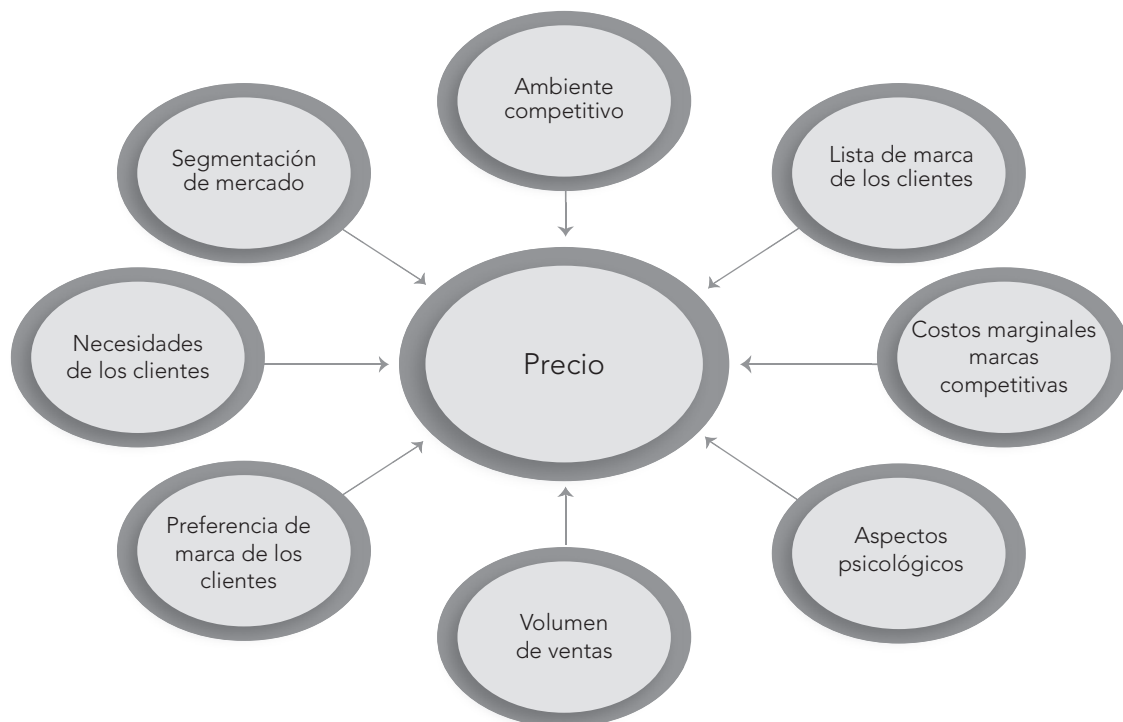 Ambiente
competitivo
Segmentación
de mercado
Lista de marca
de los clientes
Necesidades
de los clientes
Precio
Costos marginales
marcas
competitivas
Preferencia de
marca de los
clientes
Aspectos
psicológicos
Volumen
de ventas